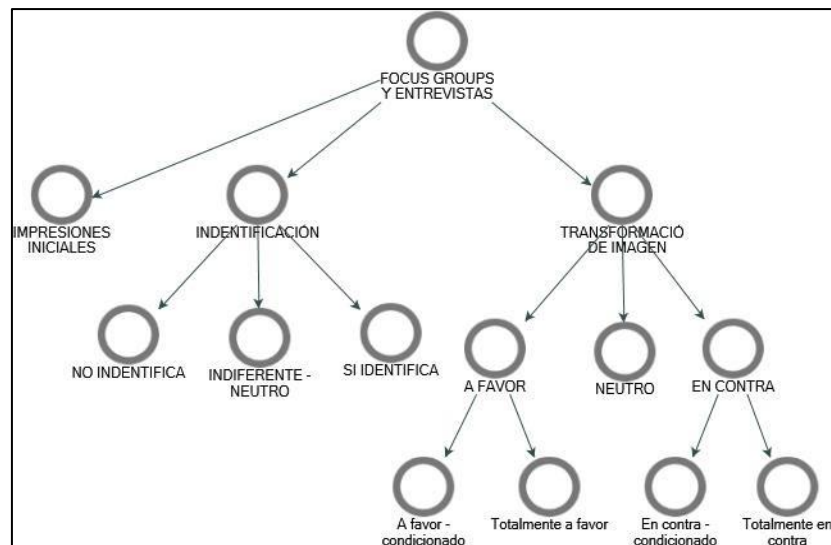 FOCUS GROUPS
Y ENTREVISTAS
IMPRESIONES
INICIALES
INDENTIFICACIÓN
TRANSFORMACIÓ
DE IMAGEN
NO INDENTIFICA
INDIFERENTE -
NEUTRO
SI IDENTIFICA
A FAVOR
NEUTRO
EN CONTRA
A favor -
condicionado
Totalmente a favor
En contra -
condicionado
Totalmente en
contra